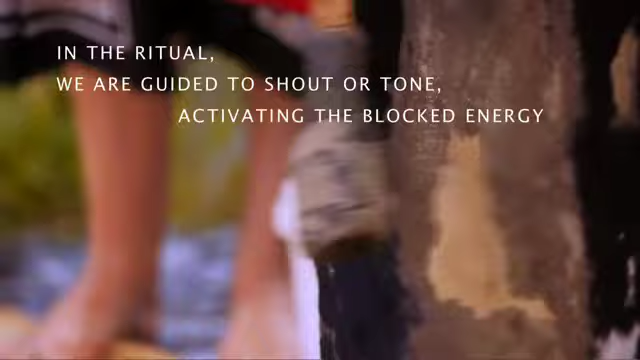 IN THE RITUAL,
WE ARE GUIDED TO SHOUT OR TONE,
ACTIVATING THE BLOCKED ENERGY